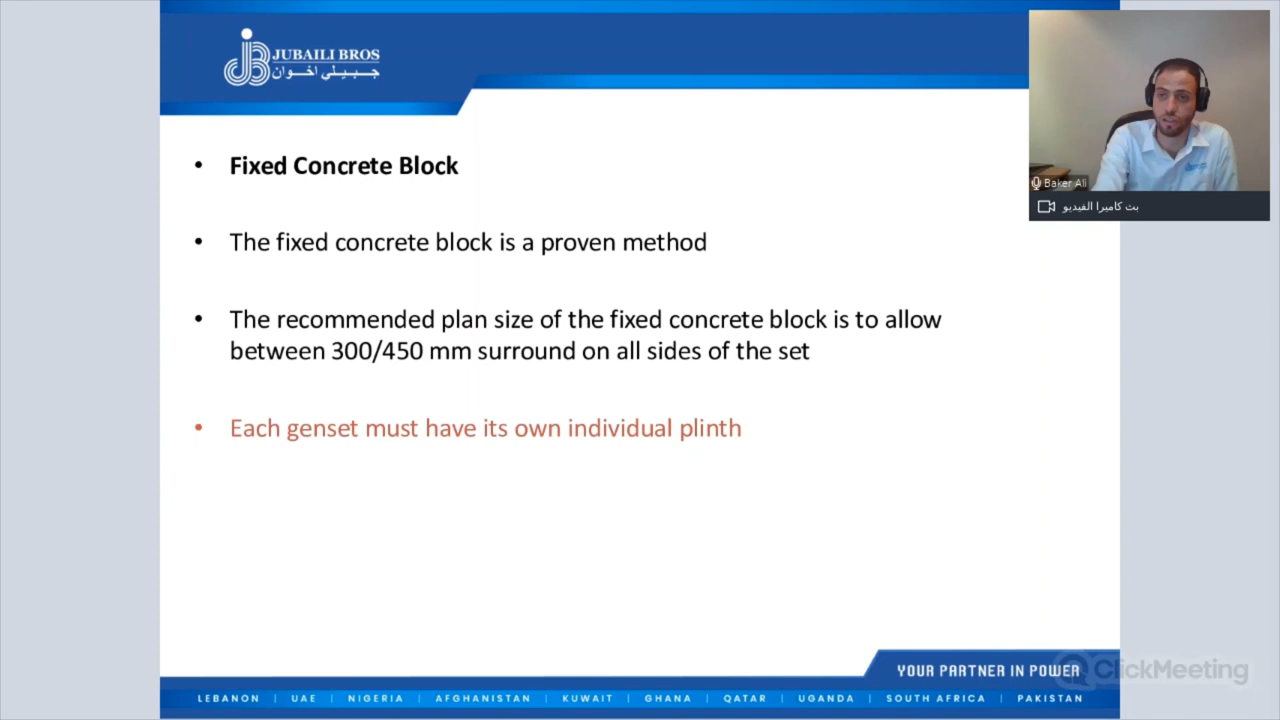 JUBAILI BROS
جبيلي اخوان
Baker Ali
بث كاميرا الفيديو
• Fixed Concrete Block
• The fixed concrete block is a proven method
• The recommended plan size of the fixed concrete block is to allow
between 300/450 mm surround on all sides of the set
• Each genset must have its own individual plinth
YOUR PARTNER IN POWER
ClickMeeting
LEBANON | UAE | NIGERIA | AFGHANISTAN | KUWAIT | GHANA | QATAR | UGANDA | SOUTH AFRICA | PAKISTAN